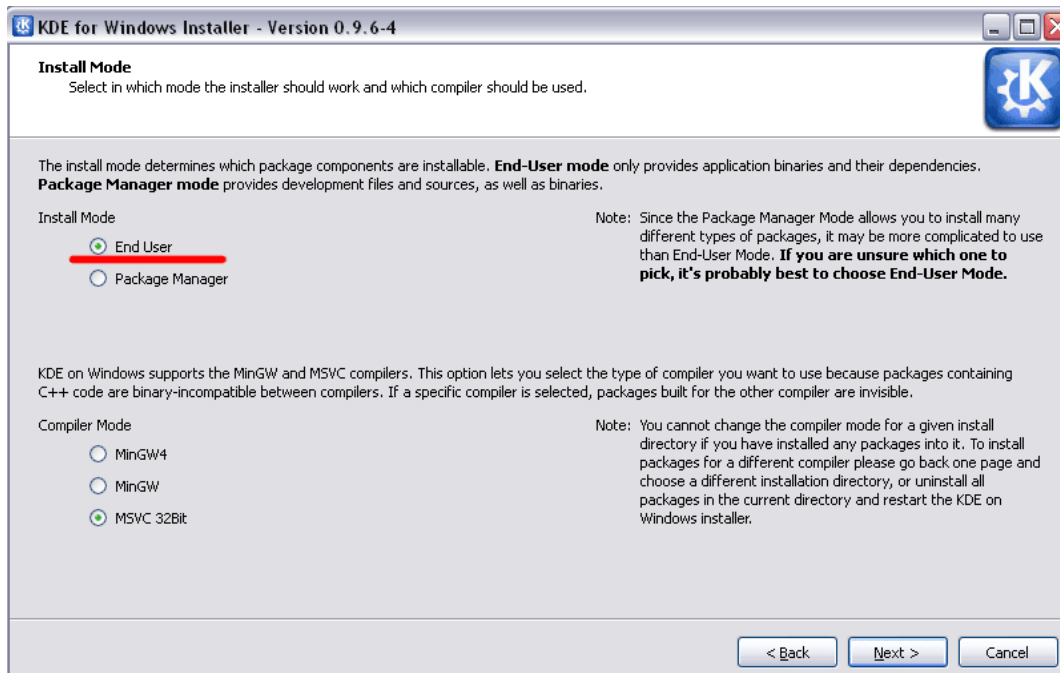 KDE for Windows Installer - Version 0.9.6-4
Install Mode
Select in which mode the installer should work and which compiler should be used.
The install mode determines which package components are installable. End-User mode only provides application binaries and their dependencies.
Package Manager mode provides development files and sources, as well as binaries.
Install Mode
End User
Package Manager
Note: Since the Package Manager Mode allows you to install many
different types of packages, it may be more complicated to use
than End-User Mode. If you are unsure which one to
pick, it's probably best to choose End-User Mode.
KDE on Windows supports the MinGW and MSVC compilers. This option lets you select the type of compiler you want to use because packages containing
C++ code are binary-incompatible between compilers. If a specific compiler is selected, packages built for the other compiler are invisible.
Compiler Mode
MinGW4
MinGW
MSVC 32Bit
Note: You cannot change the compiler mode for a given install
directory if you have installed any packages into it. To install
packages for a different compiler please go back one page and
choose a different installation directory, or uninstall all
packages in the current directory and restart the KDE on
Windows installer.
< Back
Next >
Cancel